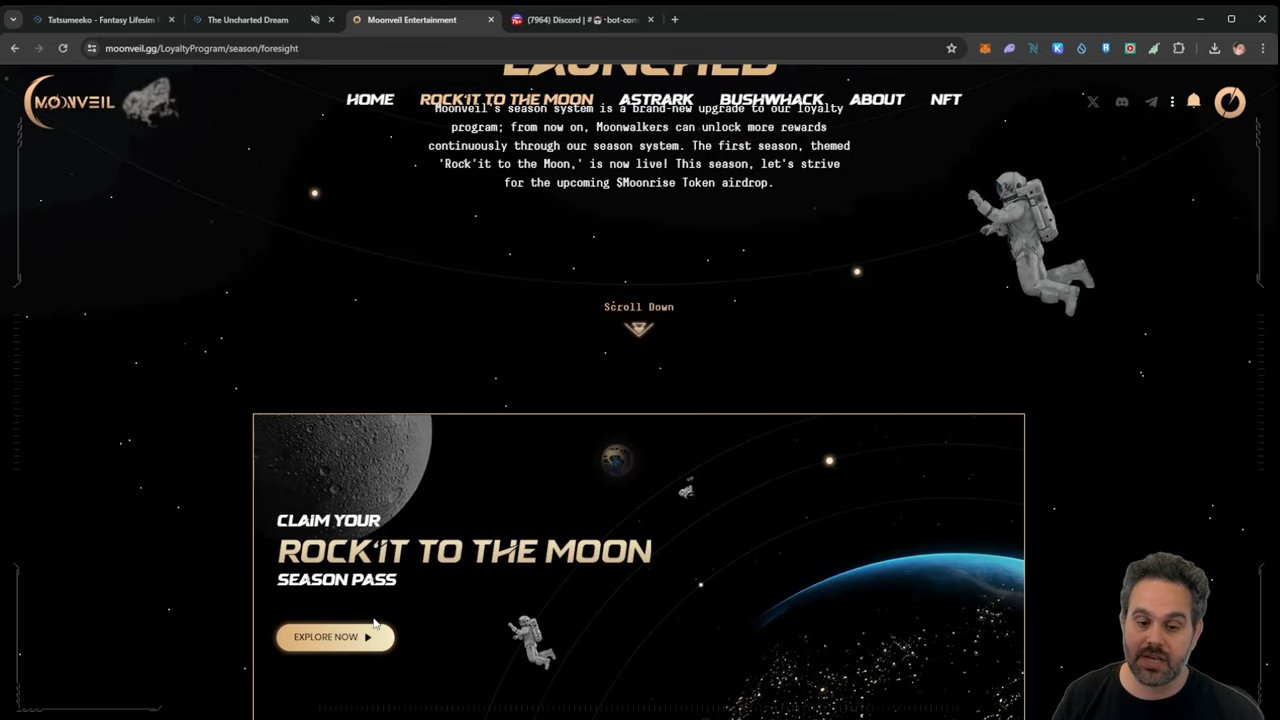 Tatsumeeko - Fantasy Lifesim
The Uncharted Dream
Moonveil Entertainment
(7964) Discord | #
moonveil.gg/LoyaltyProgram/season/foresight
LAUNCHED
MOONVEIL
HOME
ROCK'IT TO THE MOON
ASTRARK
BUSHWHACK
ABOUT
NFT
Moonveil's season system is a brand-new upgrade to our loyalty
program; from now on, Moonwalkers can unlock more rewards
continuously through our season system. The first season, themed
'Rock'it to the Moon,' is now live! This season, let's strive
for the upcoming $Moonrise Token airdrop.
Scroll Down
CLAIM YOUR
ROCK'IT TO THE MOON
SEASON PASS
EXPLORE NOW